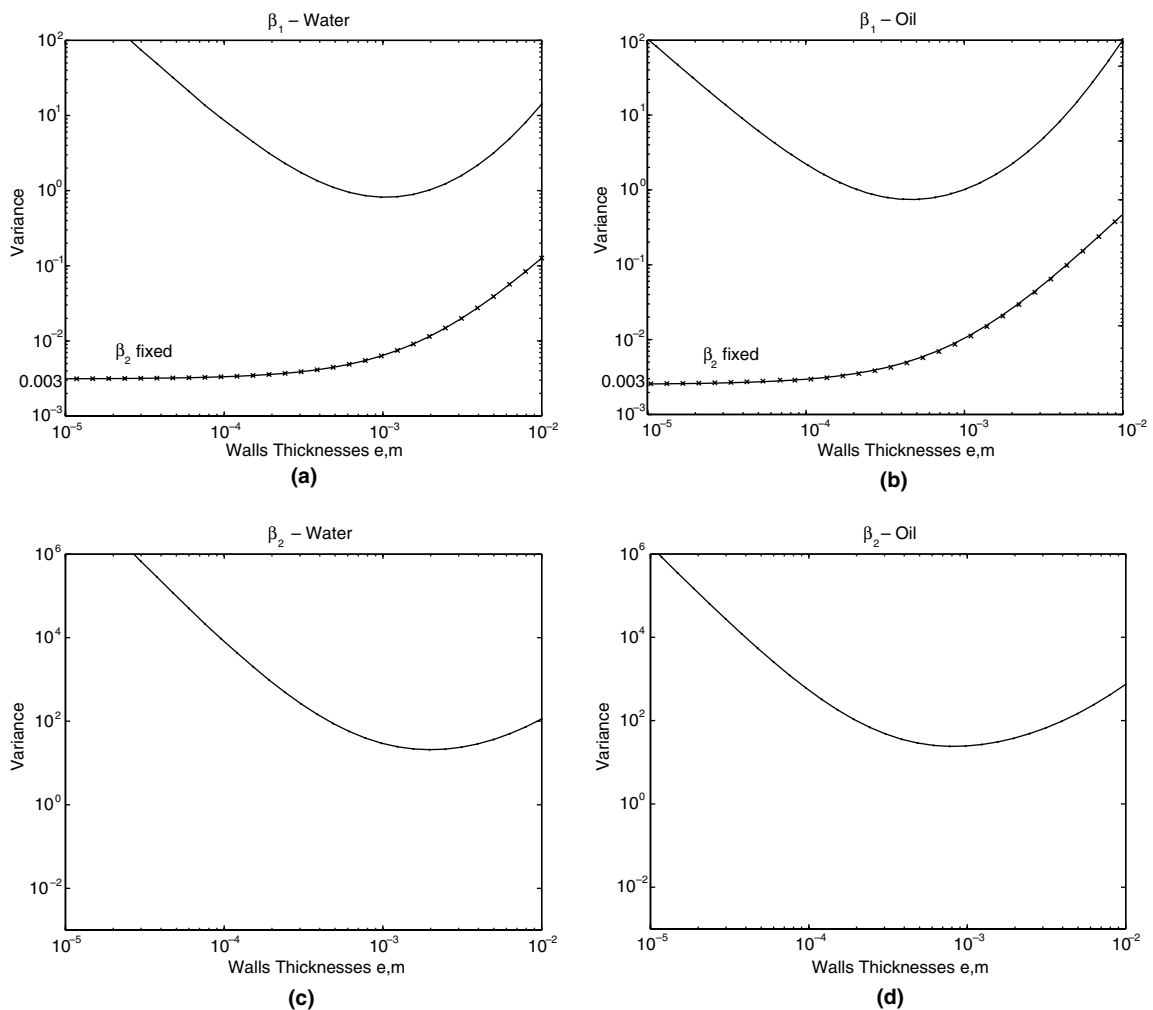 β1 – Water
10^2
10^1
10^0
10^−1
10^−2
0.003
10^−3
Variance
β2 fixed
10^−5
10^−4
10^−3
10^−2
Walls Thicknesses e,m
(a)
β1 – Oil
10^2
10^1
10^0
10^−1
10^−2
0.003
10^−3
Variance
β2 fixed
10^−5
10^−4
10^−3
10^−2
Walls Thicknesses e,m
(b)
β2 – Water
10^6
10^4
10^2
10^0
10^−2
Variance
10^−5
10^−4
10^−3
10^−2
Walls Thicknesses e,m
(c)
β2 – Oil
10^6
10^4
10^2
10^0
10^−2
Variance
10^−5
10^−4
10^−3
10^−2
Walls Thicknesses e,m
(d)